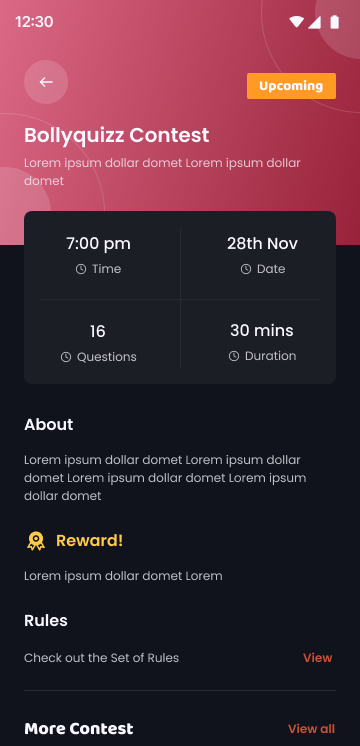 12:30
Upcoming
Bollyquizz Contest
Lorem ipsum dollar domet Lorem ipsum dollar
domet
7:00 pm
28th Nov
Time
Date
16
30 mins
Questions
Duration
About
Lorem ipsum dollar domet Lorem ipsum dollar
domet Lorem ipsum dollar domet Lorem ipsum
dollar domet
Reward!
Lorem ipsum dollar domet Lorem
Rules
Check out the Set of Rules
View
More Contest
View all